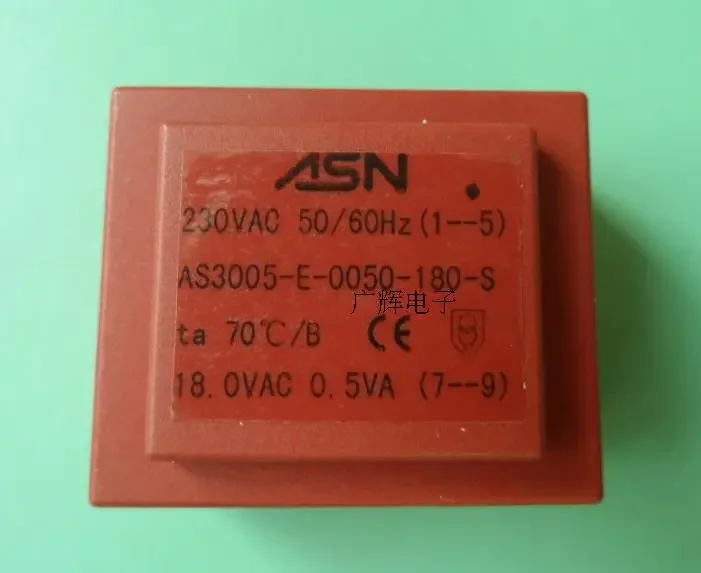 ASN
230VAC 50/60Hz(1--5)
AS3005-E-0050-180-S
广辉电子
ta 70℃/B CE
18.0VAC 0.5VA (7--9)